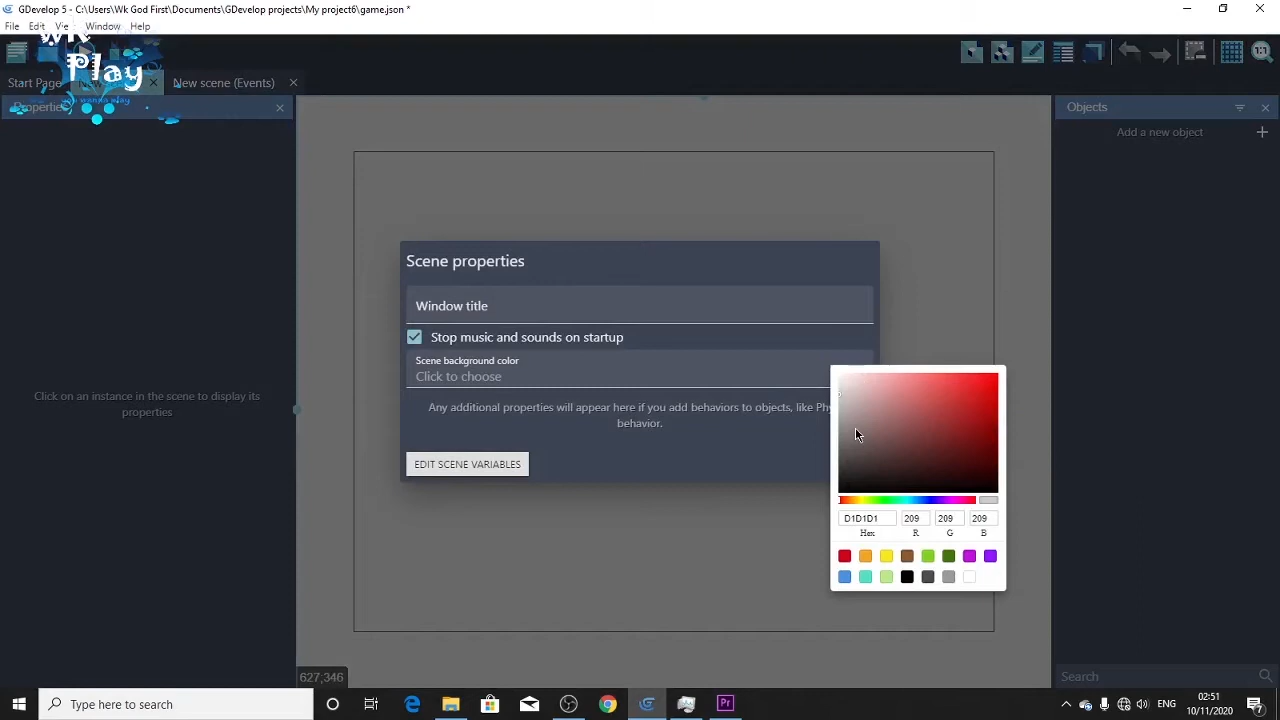 GDevelop 5 - C:\Users\Wk God First\Documents\GDevelop projects\My project6\game.json *
File Edit Vie Window Help
WK
Play
Start Page
New scene (Events)
Properties
Objects
Add a new object
Click on an instance in the scene to display its
properties
Scene properties
Window title
Stop music and sounds on startup
Scene background color
Click to choose
Any additional properties will appear here if you add behaviors to objects, like Phy
behavior.
EDIT SCENE VARIABLES
D1D1D1 209 209 209
Hex R G B
627,346
Search
Type here to search
ENG
02:51
10/11/2020